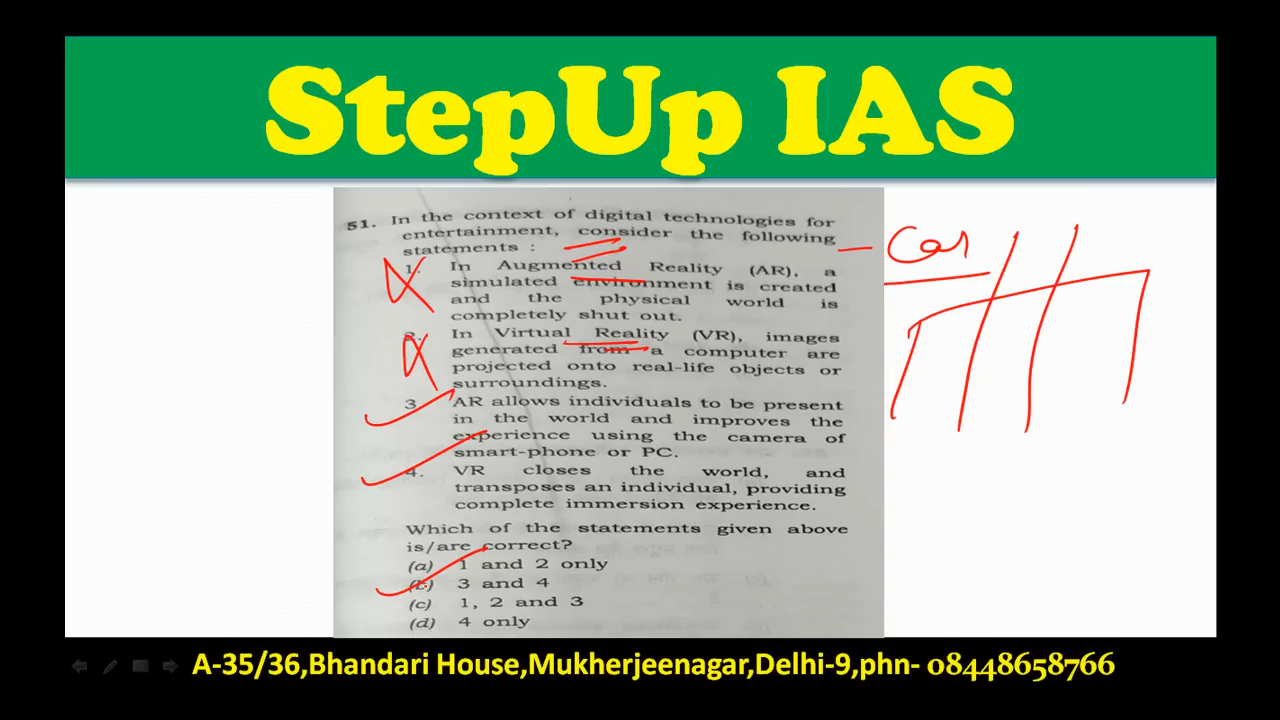 StepUp IAS
51. In the context of digital technologies for
entertainment, consider the following
statements :
1. In Augmented Reality (AR), a
simulated environment is created
and the physical world is
completely shut out.
2. In Virtual Reality (VR), images
generated from a computer are
projected onto real-life objects or
surroundings.
3. AR allows individuals to be present
in the world and improves the
experience using the camera of
smart-phone or PC.
4. VR closes the world, and
transposes an individual, providing
complete immersion experience.
Which of the statements given above
is/are correct?
(a) 1 and 2 only
(b) 3 and 4
(c) 1, 2 and 3
(d) 4 only
A-35/36,Bhandari House,Mukherjeenagar,Delhi-9,phn- 08448658766